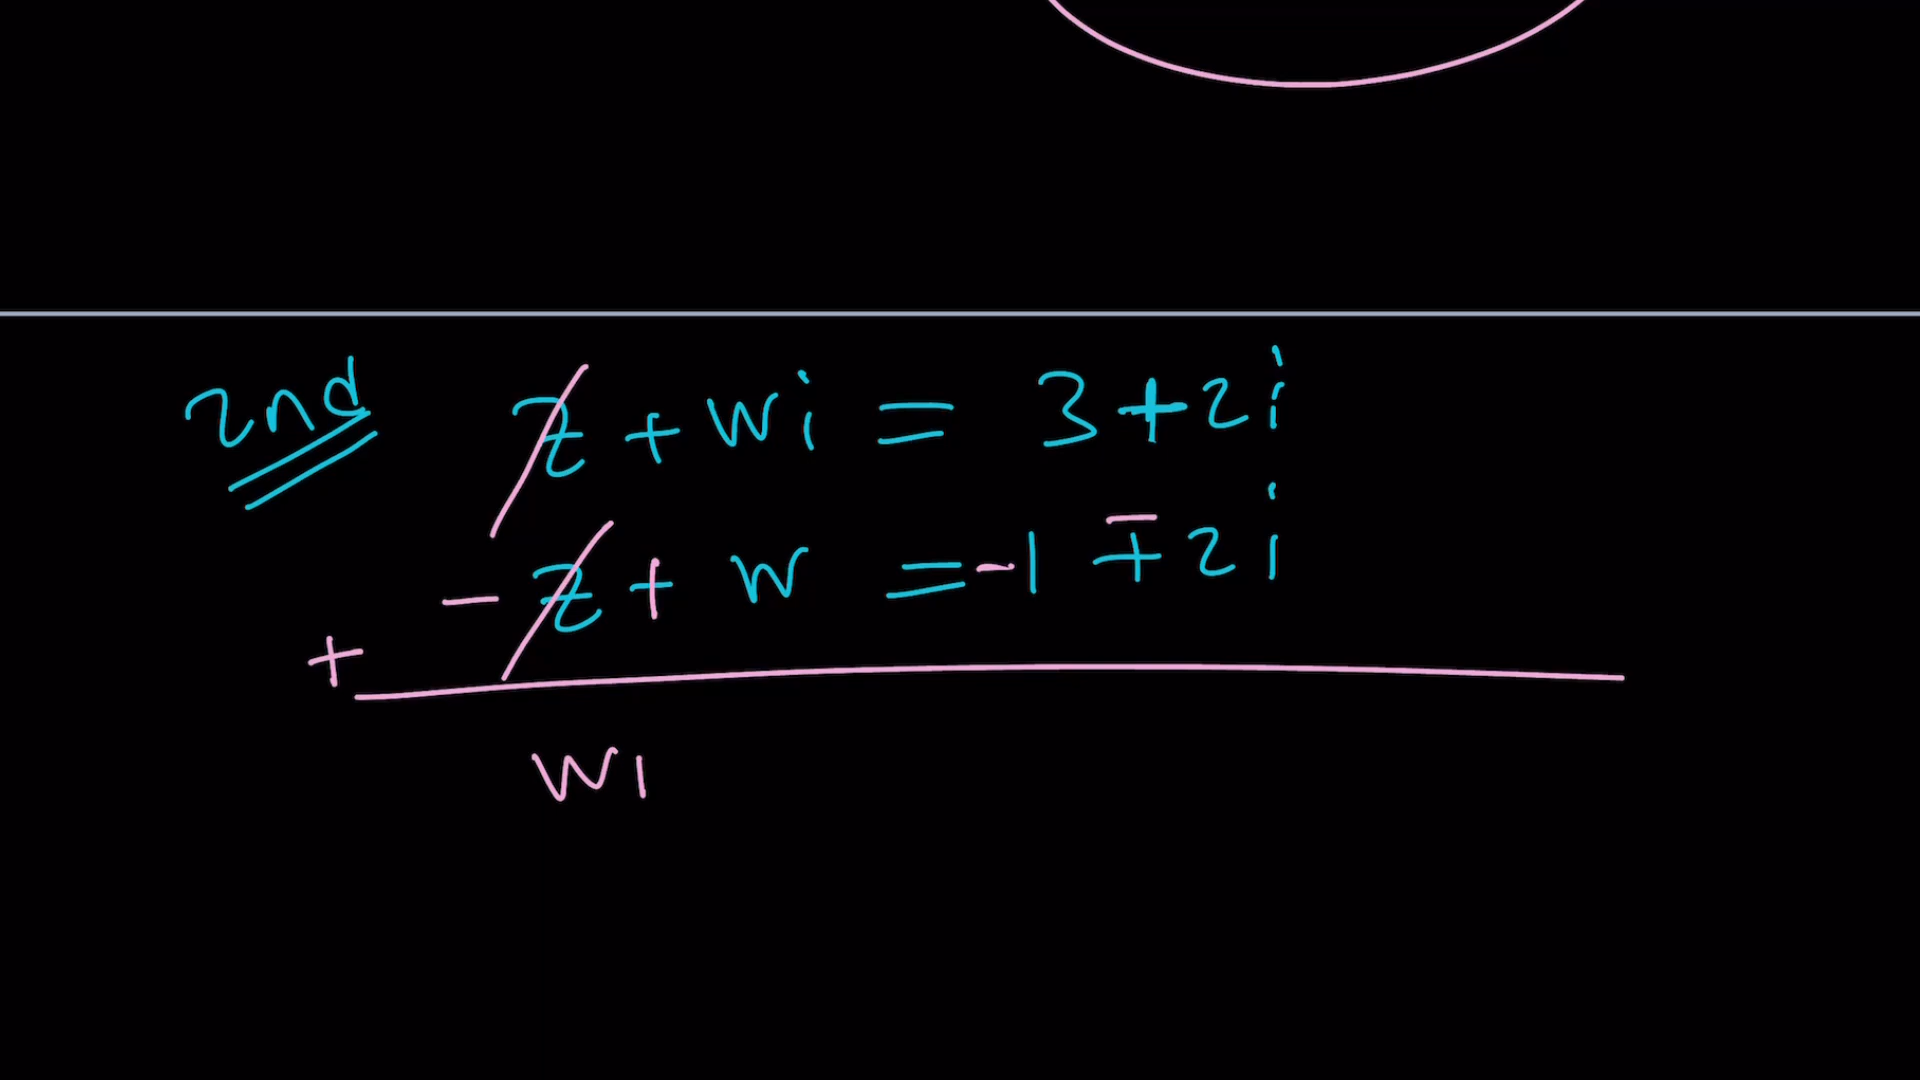 2nd z + wi = 3 + 2i
- z + w = -1 ∓ 2i
+
wi